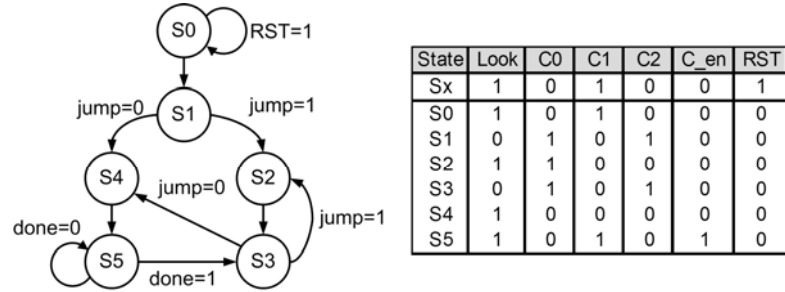 S0
RST=1
jump=0
S1
jump=1
S4
jump=0
S2
done=0
jump=1
S5
done=1
S3
State Look C0 C1 C2 C_en RST
Sx 1 0 1 0 0 1
S0 1 0 1 0 0 0
S1 0 1 0 1 0 0
S2 1 1 0 0 0 0
S3 0 1 0 1 0 0
S4 1 0 0 0 0 0
S5 1 0 1 0 1 0